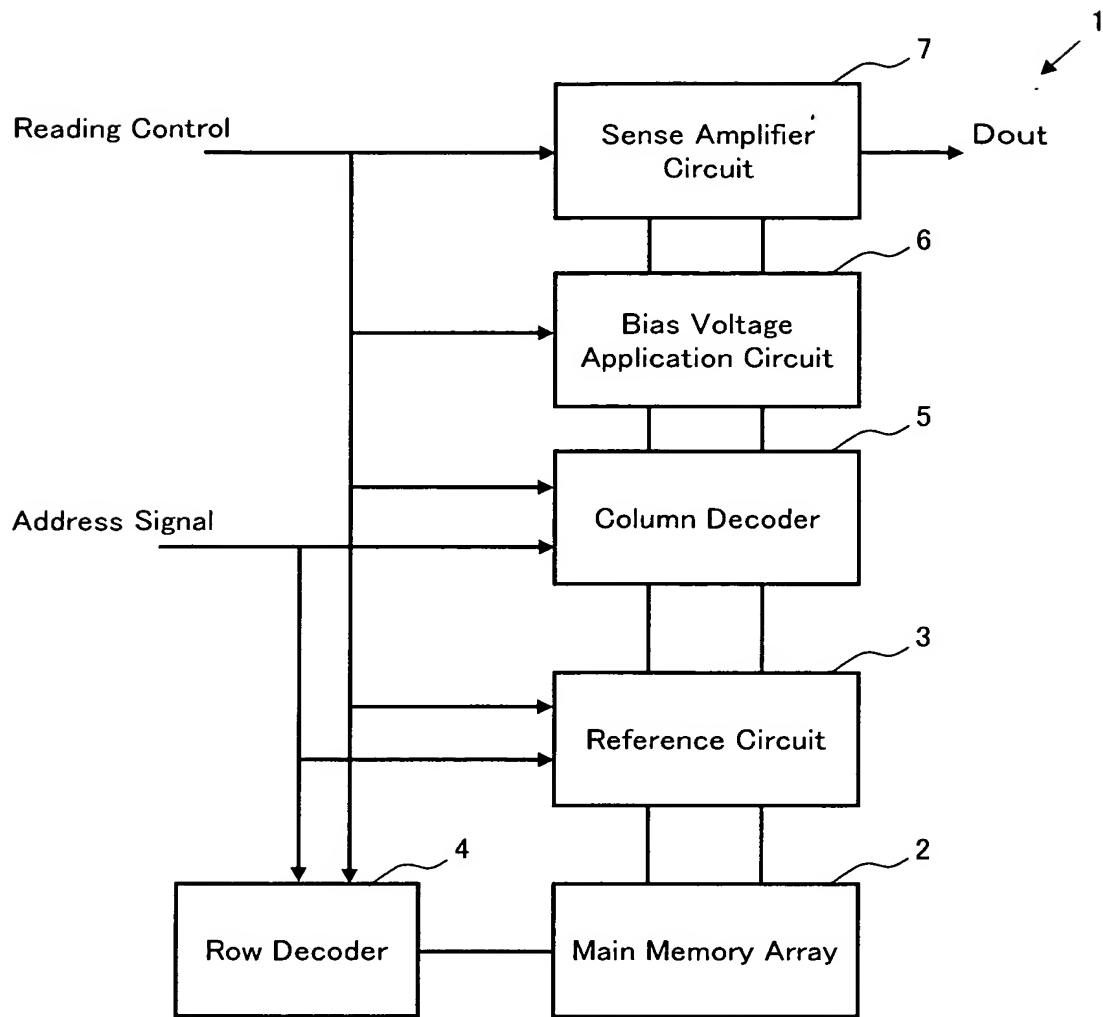 1
7
Reading Control
Sense Amplifier
Circuit
Dout
6
Bias Voltage
Application Circuit
5
Address Signal
Column Decoder
3
Reference Circuit
4
2
Row Decoder
Main Memory Array